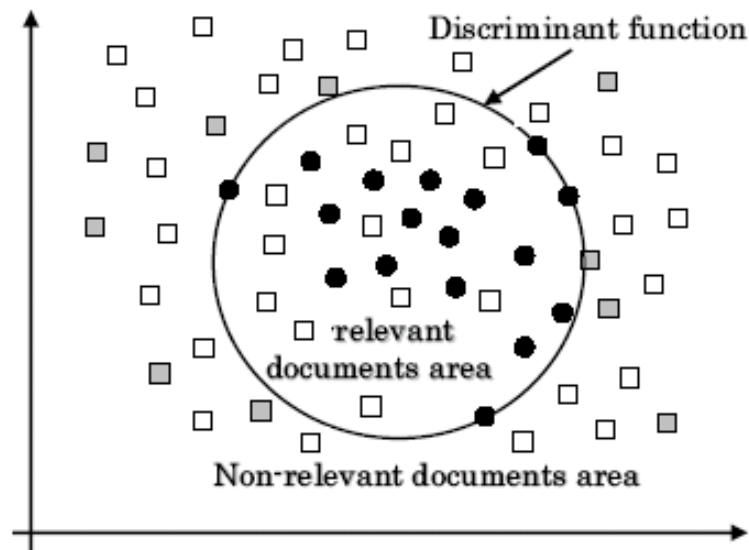 Discriminant function
relevant
documents area
Non-relevant documents area